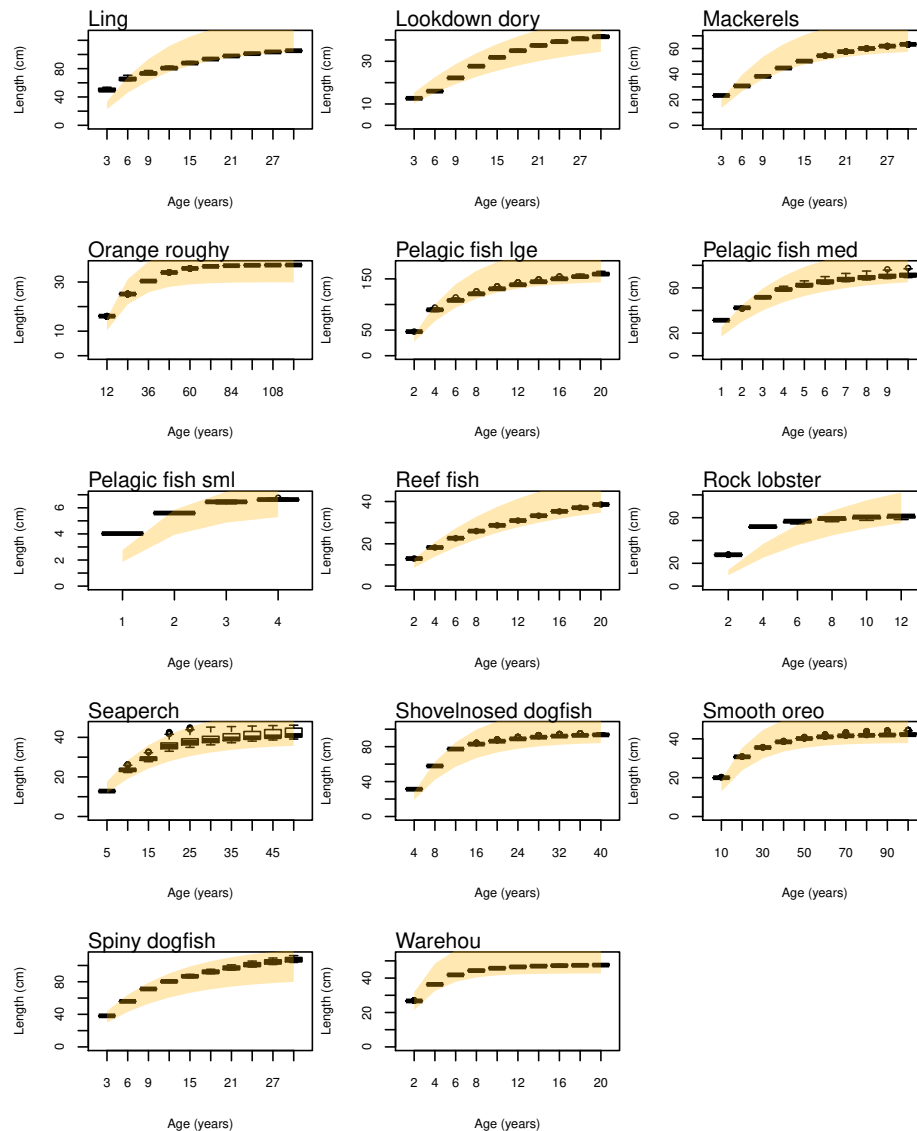 Ling
Length (cm)
0 40 80
3 6 9 15 21 27
Age (years)
Lookdown dory
Length (cm)
0 10 30
3 6 9 15 21 27
Age (years)
Mackerels
Length (cm)
0 20 40 60
3 6 9 15 21 27
Age (years)
Orange roughy
Length (cm)
0 10 30
12 36 60 84 108
Age (years)
Pelagic fish lge
Length (cm)
0 50 150
2 4 6 8 12 16 20
Age (years)
Pelagic fish med
Length (cm)
0 20 60
1 2 3 4 5 6 7 8 9
Age (years)
Pelagic fish sml
Length (cm)
0 2 4 6
1 2 3 4
Age (years)
Reef fish
Length (cm)
0 20 40
2 4 6 8 12 16 20
Age (years)
Rock lobster
Length (cm)
0 20 60
2 4 6 8 10 12
Age (years)
Seaperch
Length (cm)
0 20 40
5 15 25 35 45
Age (years)
Shovelnosed dogfish
Length (cm)
0 40 80
4 8 16 24 32 40
Age (years)
Smooth oreo
Length (cm)
0 20 40
10 30 50 70 90
Age (years)
Spiny dogfish
Length (cm)
0 40 80
3 6 9 15 21 27
Age (years)
Warehou
Length (cm)
0 20 40
2 4 6 8 12 16 20
Age (years)